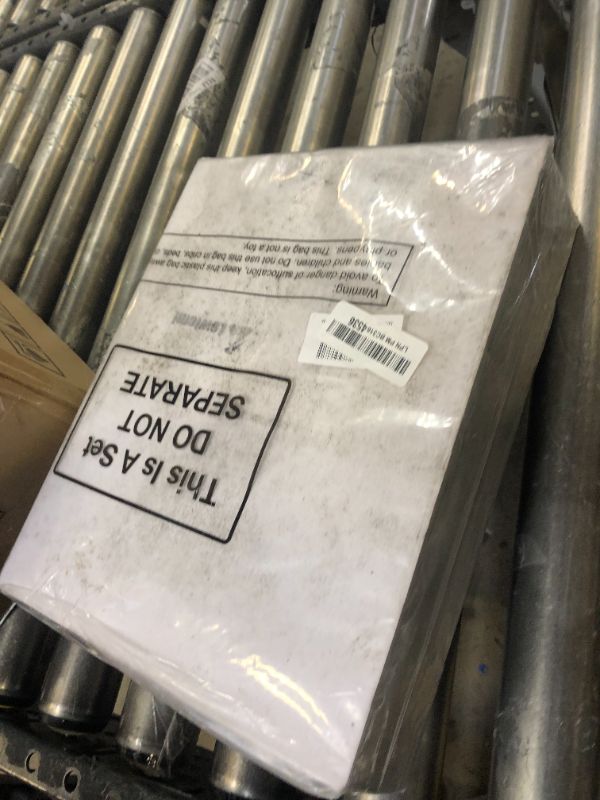 Warning:
To avoid danger of suffocation, keep this plastic bag away
babies and children. Do not use this bag in cribs, beds,
or playpens. This bag is not a toy.
This Is A Set
DO NOT
SEPARATE